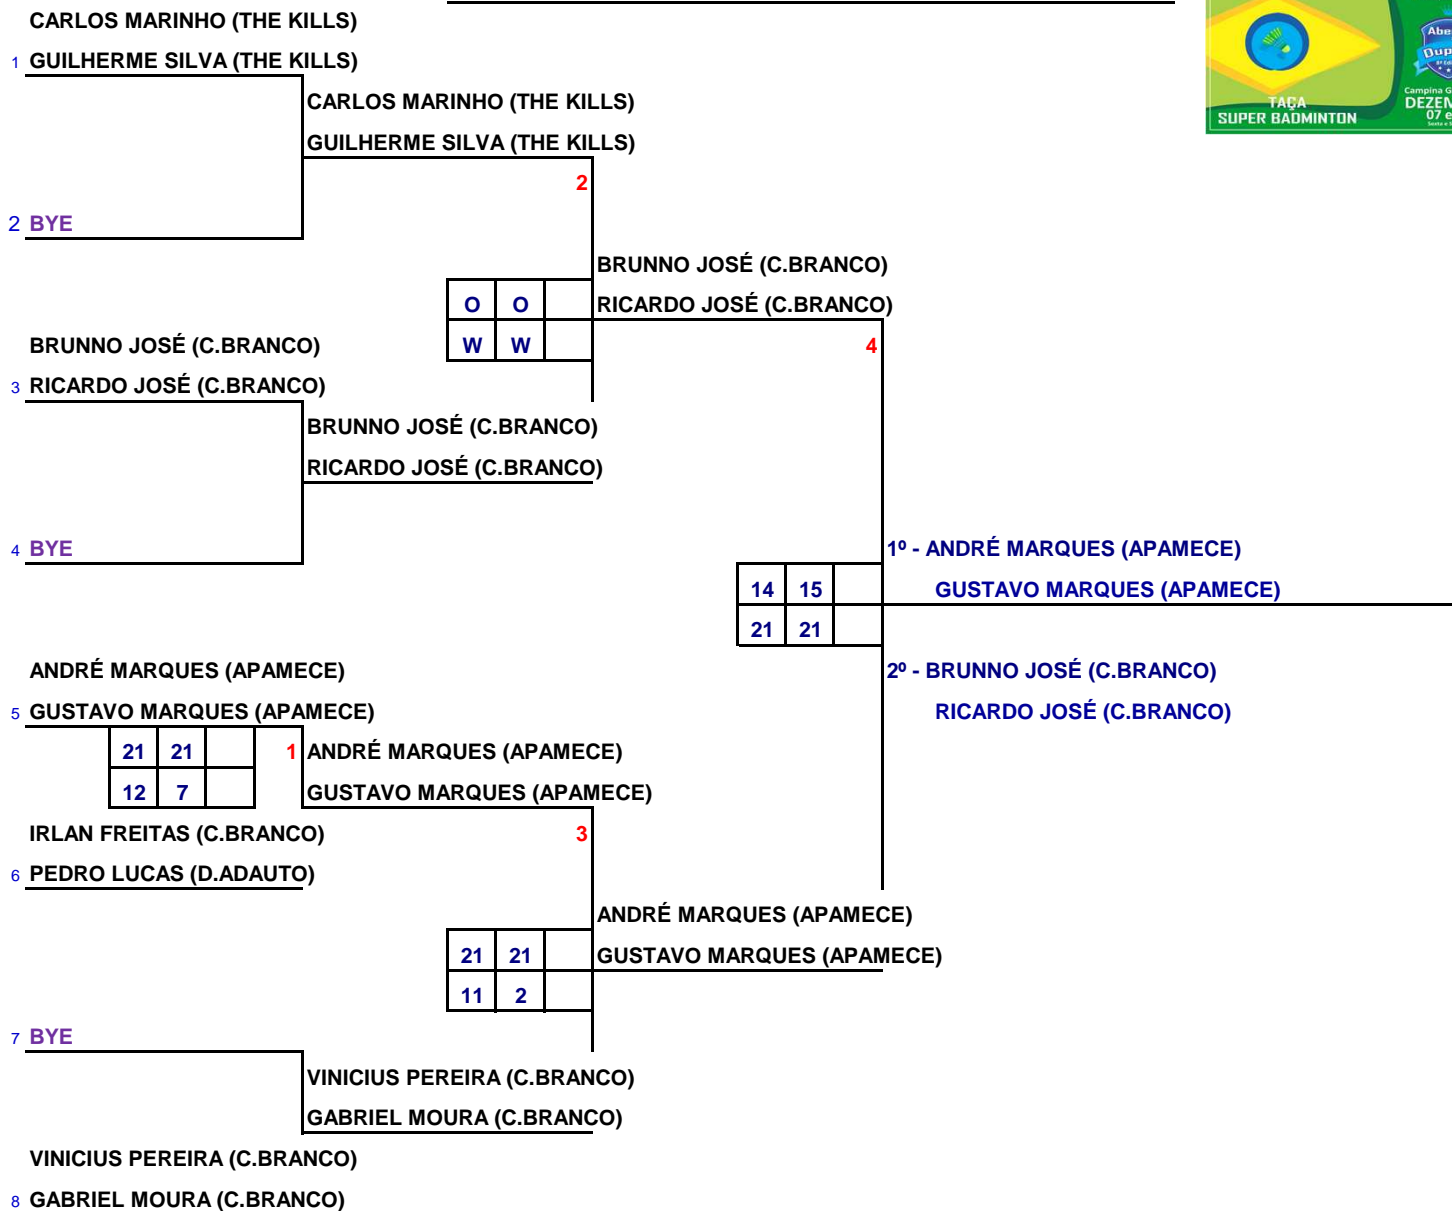 CARLOS MARINHO (THE KILLS)
1 GUILHERME SILVA (THE KILLS)
CARLOS MARINHO (THE KILLS)
GUILHERME SILVA (THE KILLS)
TAÇA
SUPER BADMINTON
2
2 BYE
BRUNNO JOSÉ (C.BRANCO)
O O RICARDO JOSÉ (C.BRANCO)
BRUNNO JOSÉ (C.BRANCO) W W 4
3 RICARDO JOSÉ (C.BRANCO)
BRUNNO JOSÉ (C.BRANCO)
RICARDO JOSÉ (C.BRANCO)
4 BYE 1º - ANDRÉ MARQUES (APAMECE)
14 15 GUSTAVO MARQUES (APAMECE)
21 21
ANDRÉ MARQUES (APAMECE) 2º - BRUNNO JOSÉ (C.BRANCO)
5 GUSTAVO MARQUES (APAMECE) RICARDO JOSÉ (C.BRANCO)
21 21 1 ANDRÉ MARQUES (APAMECE)
12 7 GUSTAVO MARQUES (APAMECE)
IRLAN FREITAS (C.BRANCO) 3
6 PEDRO LUCAS (D.ADAUTO)
ANDRÉ MARQUES (APAMECE)
21 21 GUSTAVO MARQUES (APAMECE)
11 2
7 BYE
VINICIUS PEREIRA (C.BRANCO)
GABRIEL MOURA (C.BRANCO)
VINICIUS PEREIRA (C.BRANCO)
8 GABRIEL MOURA (C.BRANCO)